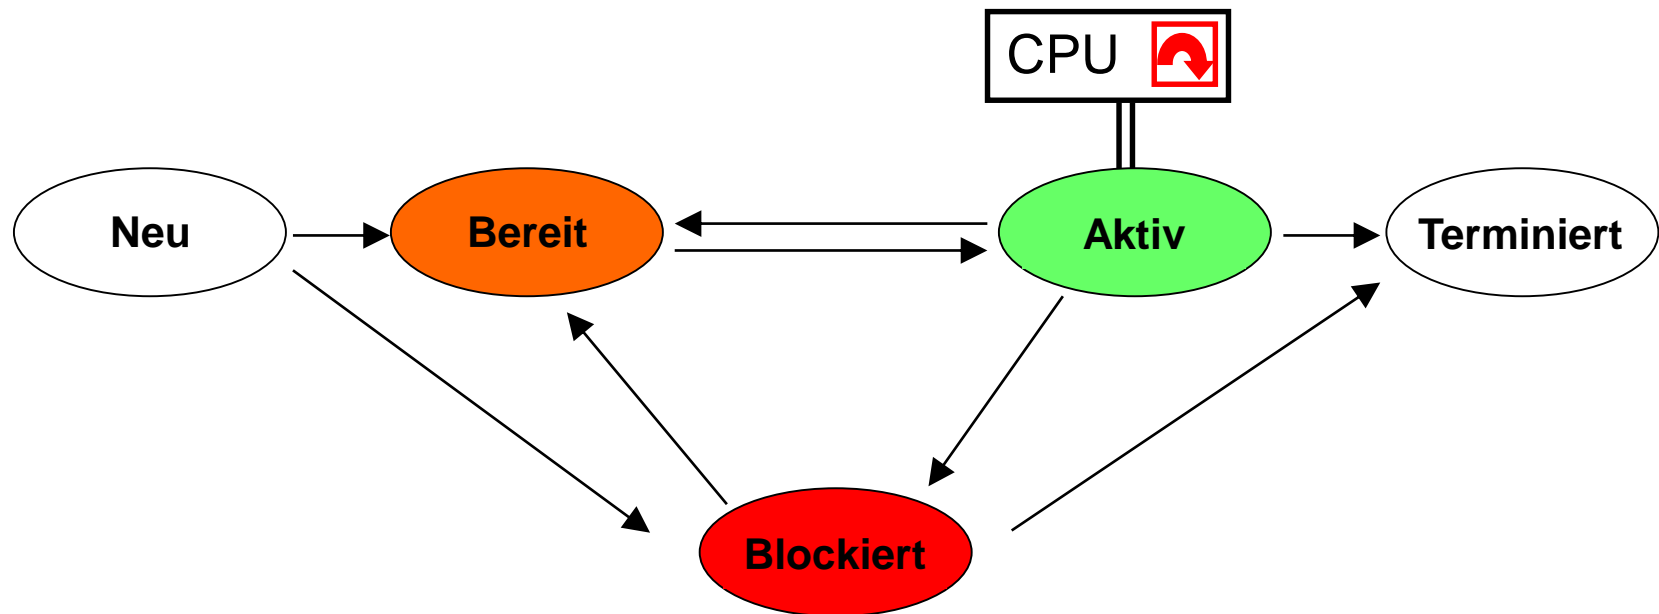 CPU
Neu
Bereit
Aktiv
Terminiert
Blockiert